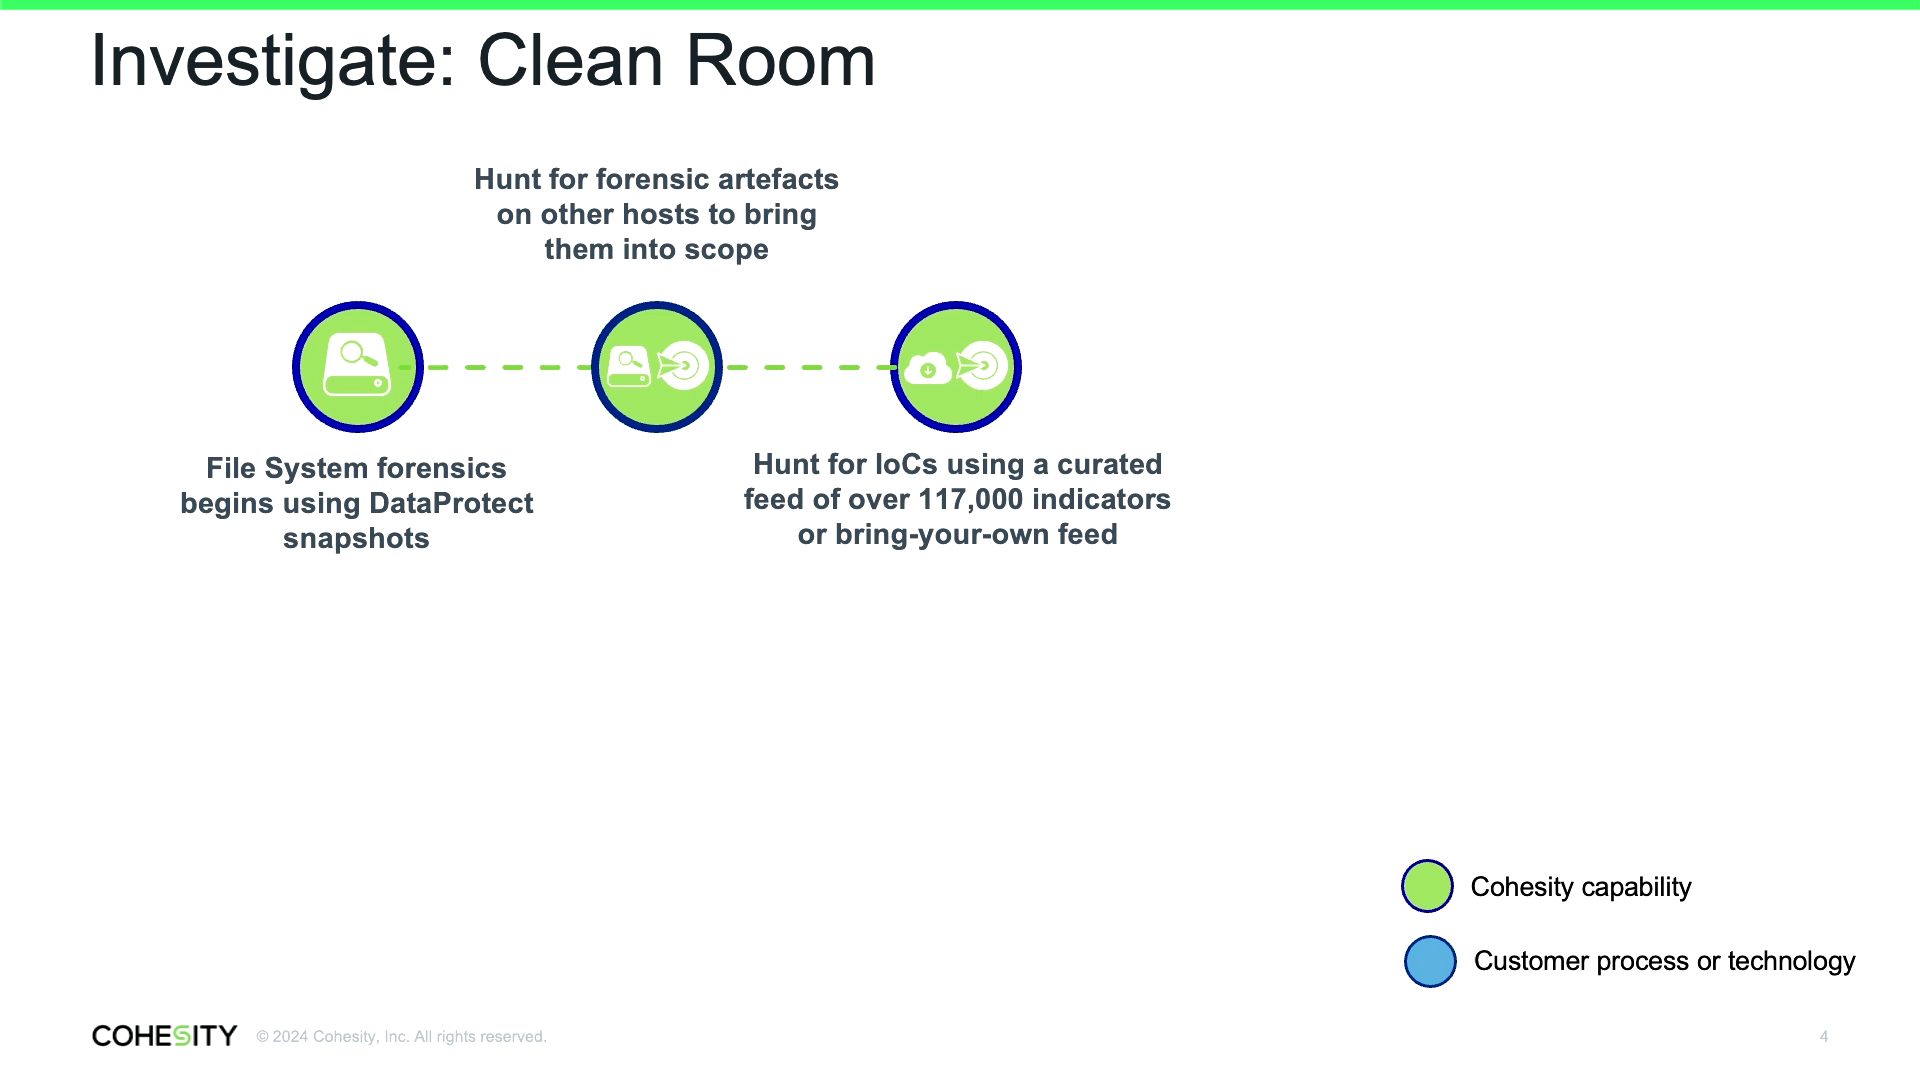 Investigate: Clean Room
Hunt for forensic artefacts
on other hosts to bring
them into scope
File System forensics
begins using DataProtect
snapshots
Hunt for IoCs using a curated
feed of over 117,000 indicators
or bring-your-own feed
Cohesity capability
Customer process or technology
COHESITY
© 2024 Cohesity, Inc. All rights reserved.
4